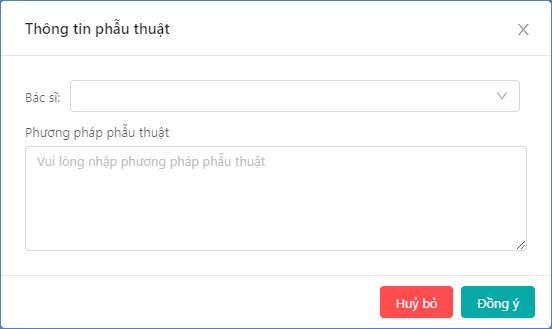 Thông tin phẫu thuật
Bác sĩ:
Phương pháp phẫu thuật
Vui lòng nhập phương pháp phẫu thuật
Huỷ bỏ
Đồng ý